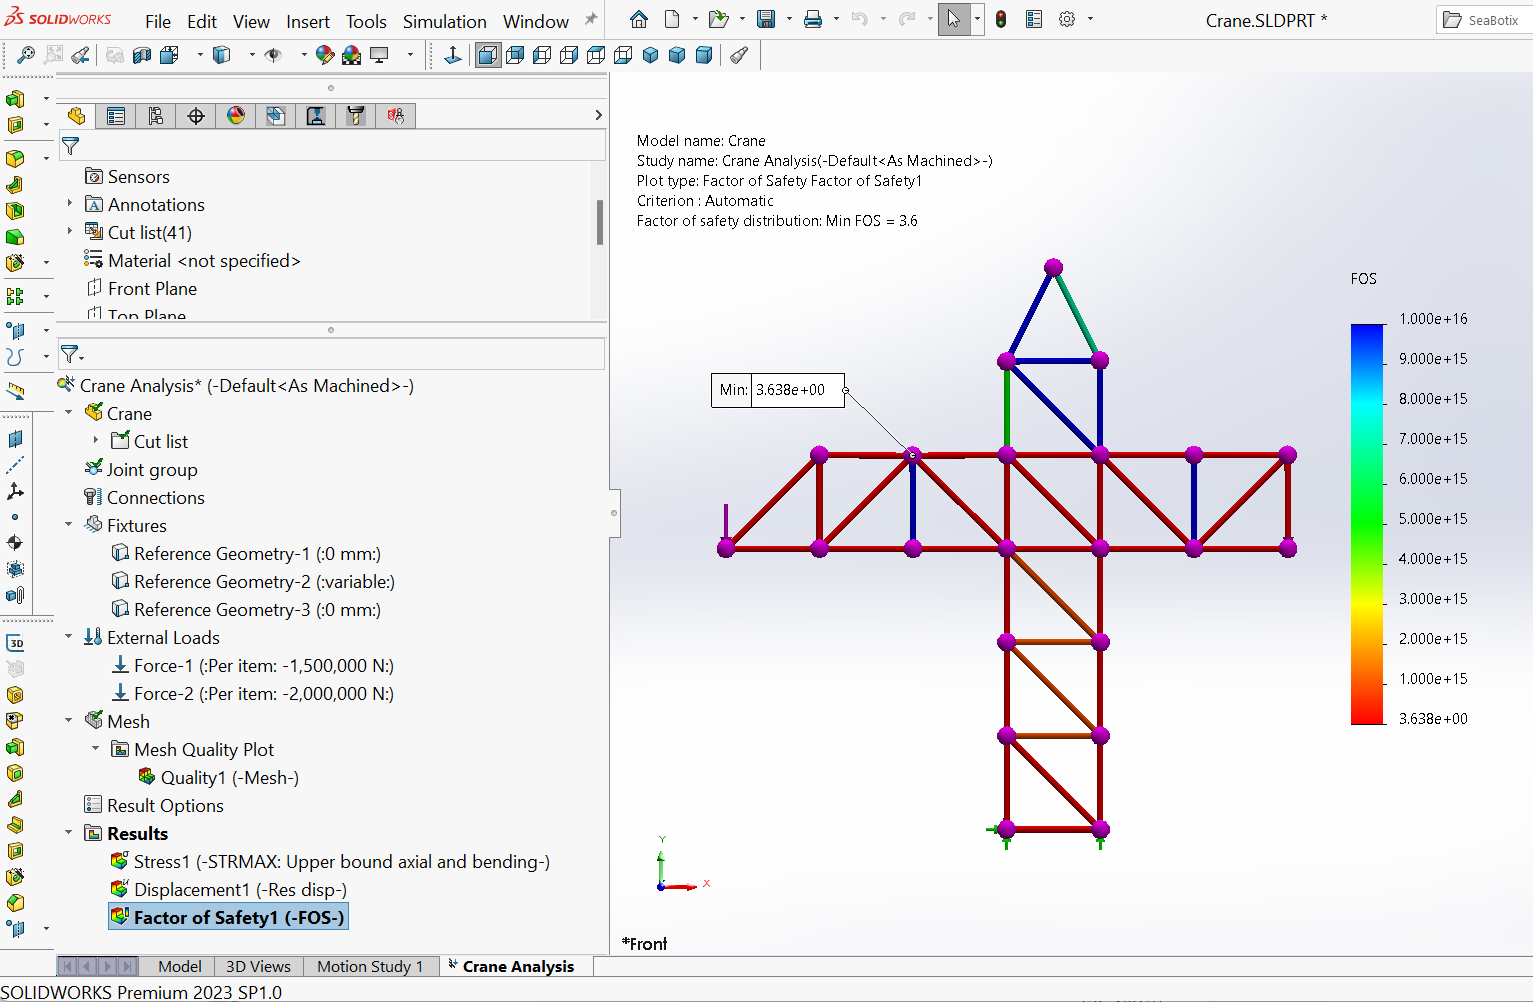 SOLIDWORKS File Edit View Insert Tools Simulation Window Crane.SLDPRT * SeaBotix
Sensors
Annotations
Cut list(41)
Material <not specified>
Front Plane
Top Plane
Crane Analysis* (-Default<As Machined>-)
Crane
Cut list
Joint group
Connections
Fixtures
Reference Geometry-1 (:0 mm:)
Reference Geometry-2 (:variable:)
Reference Geometry-3 (:0 mm:)
External Loads
Force-1 (:Per item: -1,500,000 N:)
Force-2 (:Per item: -2,000,000 N:)
Mesh
Mesh Quality Plot
Quality1 (-Mesh-)
Result Options
Results
Stress1 (-STRMAX: Upper bound axial and bending-)
Displacement1 (-Res disp-)
Factor of Safety1 (-FOS-)
Model name: Crane
Study name: Crane Analysis(-Default<As Machined>-)
Plot type: Factor of Safety Factor of Safety1
Criterion : Automatic
Factor of safety distribution: Min FOS = 3.6
Min: 3.638e+00
FOS
1.000e+16
9.000e+15
8.000e+15
7.000e+15
6.000e+15
5.000e+15
4.000e+15
3.000e+15
2.000e+15
1.000e+15
3.638e+00
Y
X
*Front
3D
Model 3D Views Motion Study 1 Crane Analysis
SOLIDWORKS Premium 2023 SP1.0